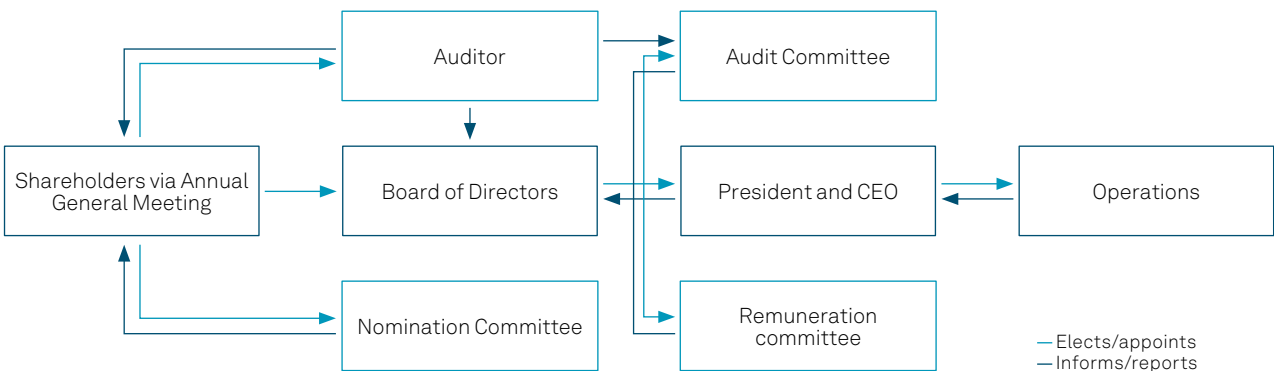 Auditor
Audit Committee
Shareholders via Annual
General Meeting
Board of Directors
President and CEO
Operations
Nomination Committee
Remuneration
committee
Elects/appoints
Informs/reports